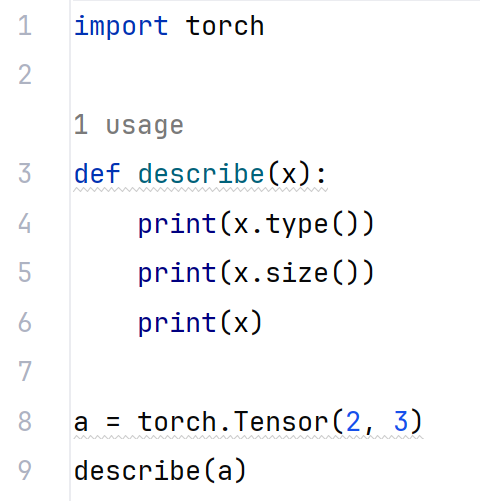 1 import torch
2
1 usage
3 def describe(x):
4     print(x.type())
5     print(x.size())
6     print(x)
7
8 a = torch.Tensor(2, 3)
9 describe(a)